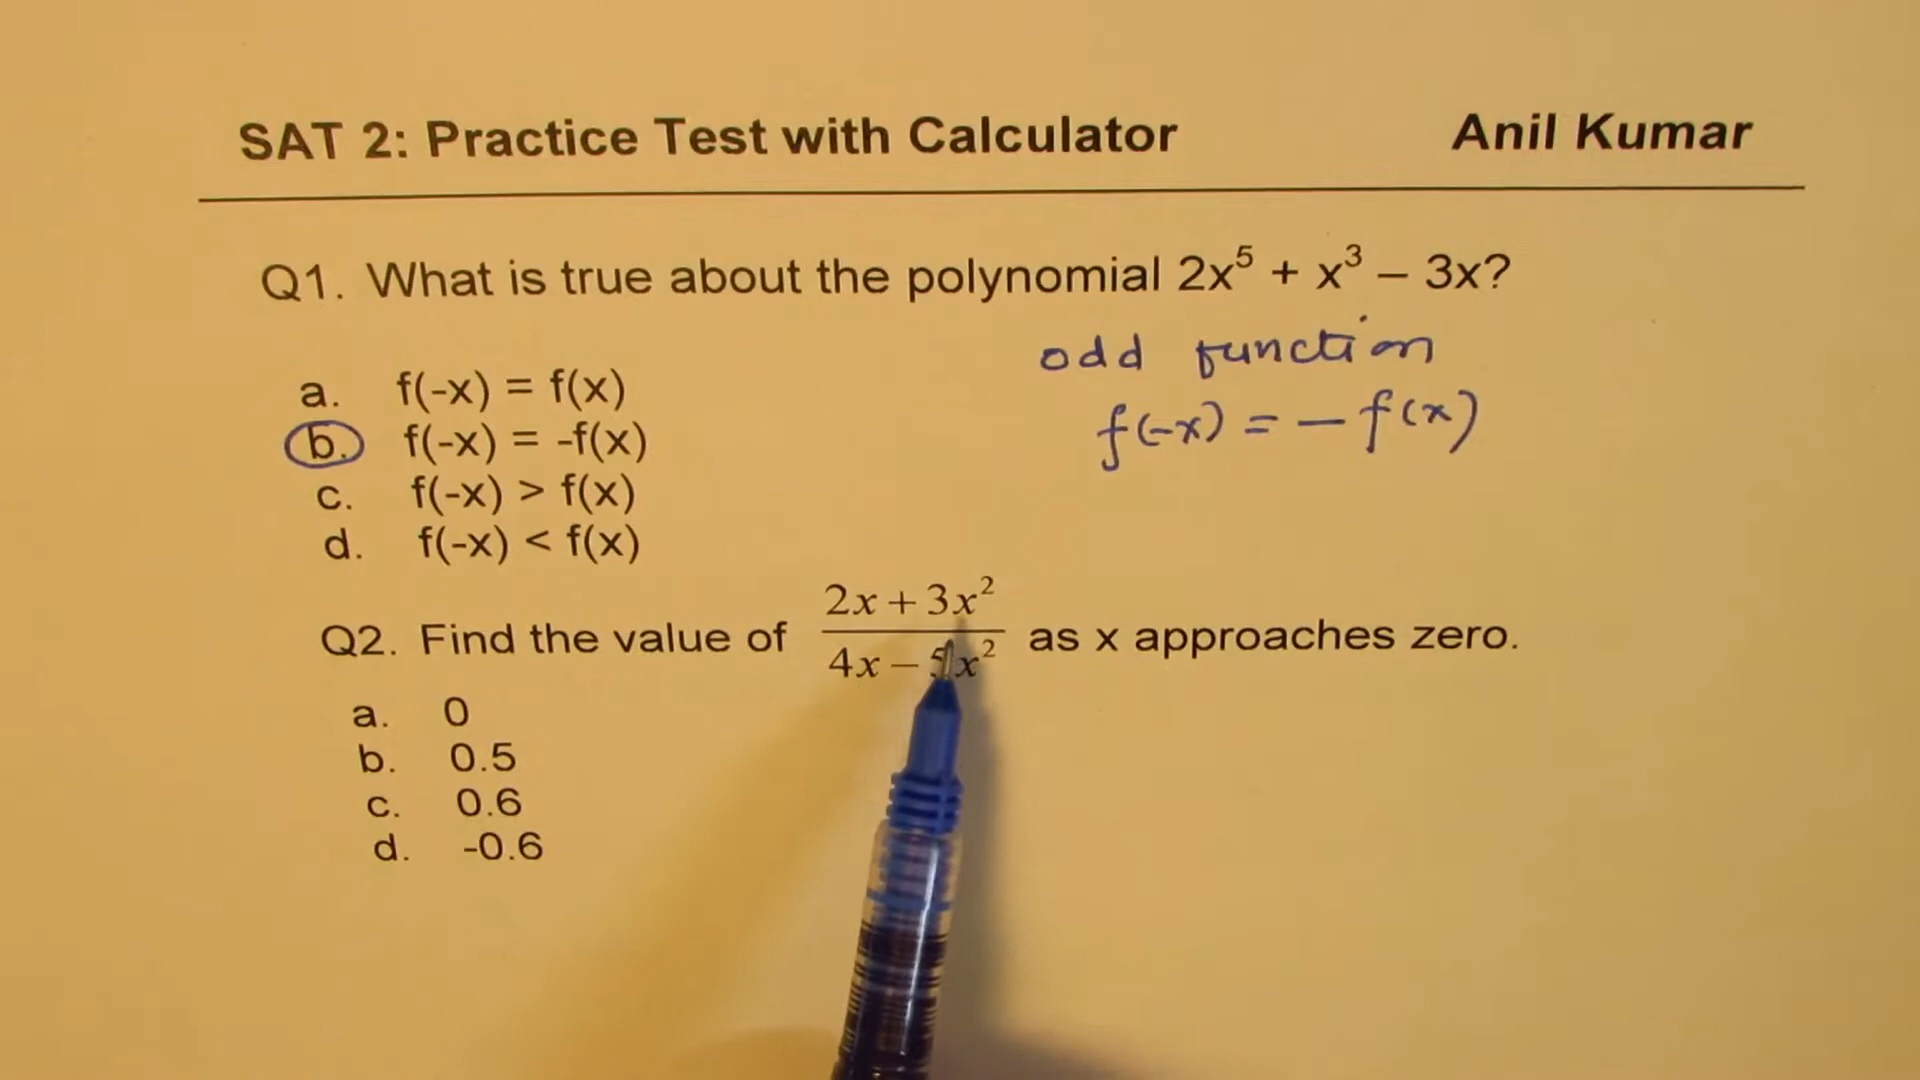 SAT 2: Practice Test with Calculator Anil Kumar
Q1. What is true about the polynomial 2x⁵ + x³ – 3x?
odd function
a. f(-x) = f(x)
f(-x) = – f(x)
b. f(-x) = -f(x)
c. f(-x) > f(x)
d. f(-x) < f(x)
2x + 3x²
Q2. Find the value of as x approaches zero.
4x – 5x²
a. 0
b. 0.5
c. 0.6
d. -0.6